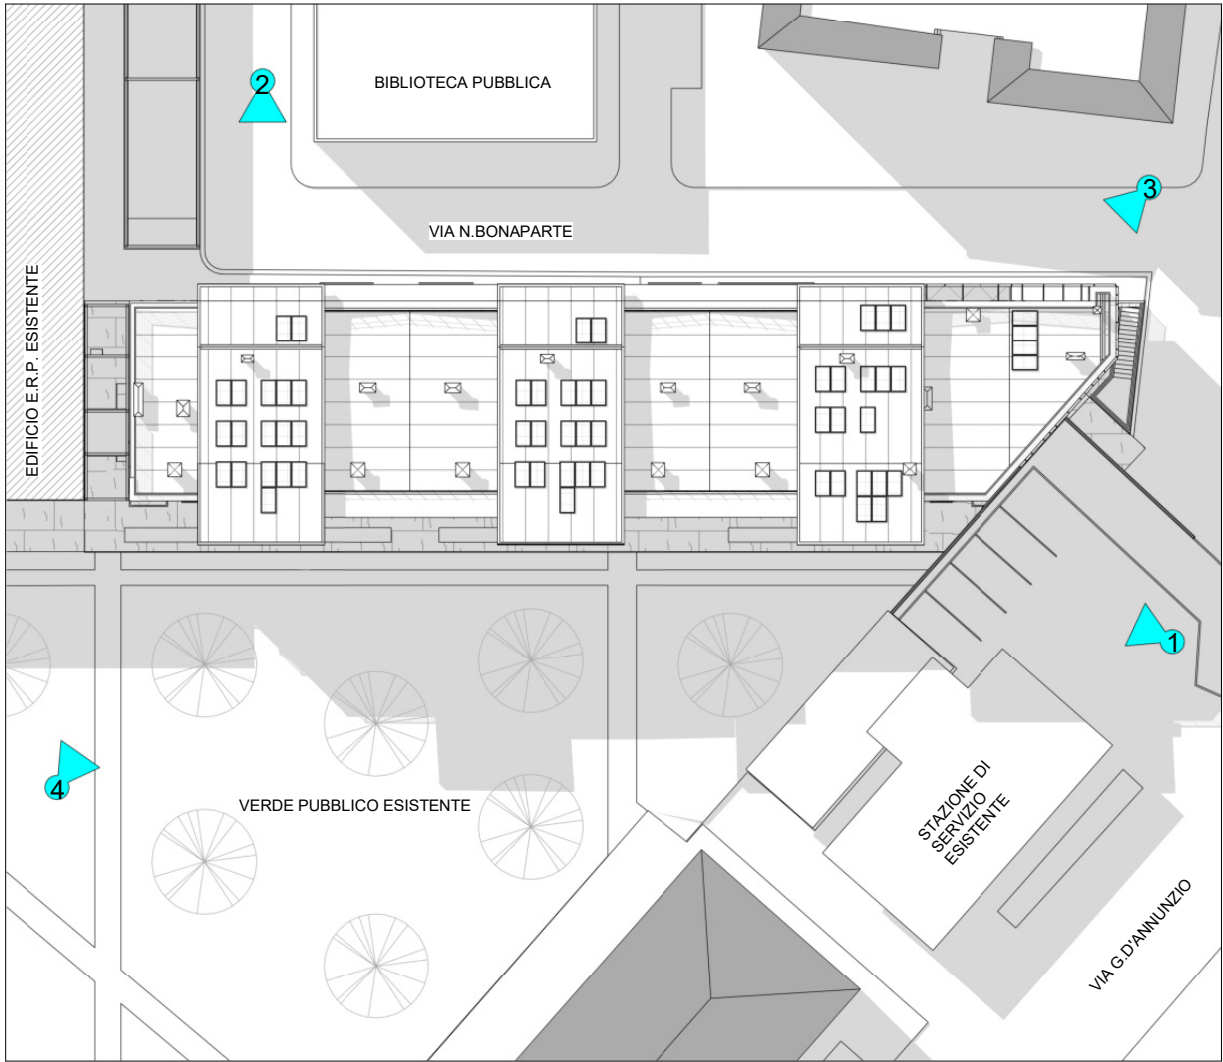 2
BIBLIOTECA PUBBLICA
3
VIA N.BONAPARTE
EDIFICIO E.R.P. ESISTENTE
1
4
VERDE PUBBLICO ESISTENTE
STAZIONE DI
SERVIZIO
ESISTENTE
VIA G.D'ANNUNZIO